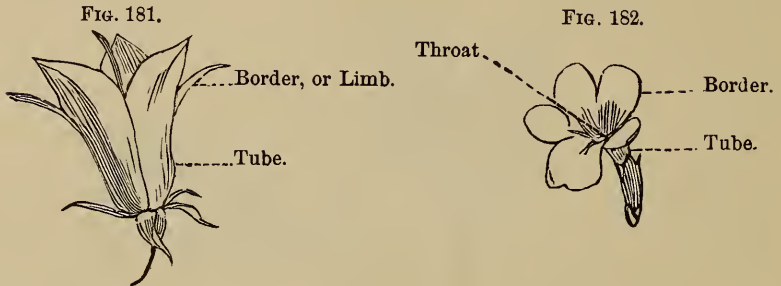 FIG. 181.
Border, or Limb.
Tube.
FIG. 182.
Throat
Border.
Tube.